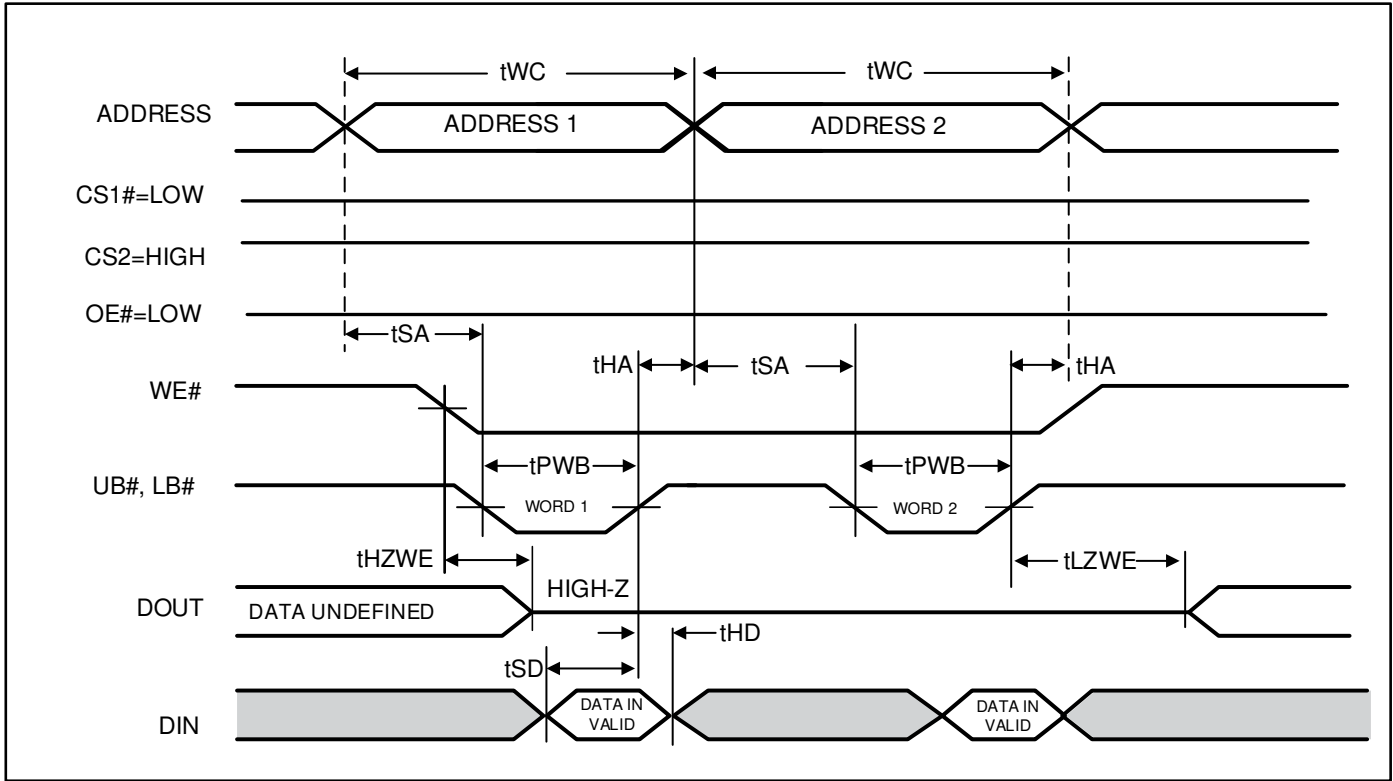 tWC tWC
ADDRESS ADDRESS 1 ADDRESS 2
CS1#=LOW
CS2=HIGH
OE#=LOW
tSA
tHA tSA tHA
WE#
tPWB tPWB
UB#, LB# WORD 1 WORD 2
tHZWE tLZWE
HIGH-Z
DOUT DATA UNDEFINED
tHD
tSD
DIN DATA IN VALID DATA IN VALID